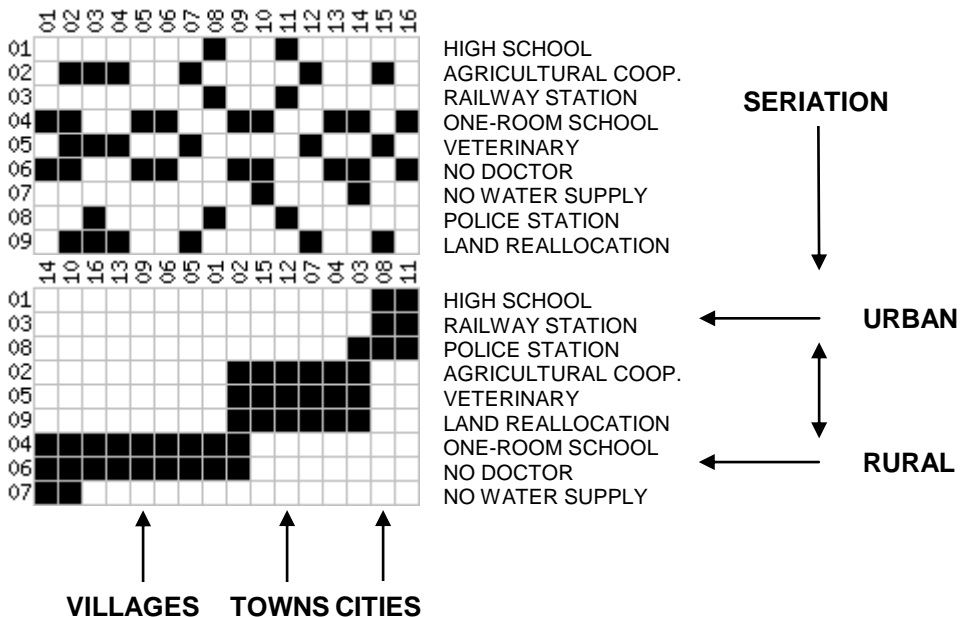 01 02 03 04 05 06 07 08 09 10 11 12 13 14 15 16
01 HIGH SCHOOL
02 AGRICULTURAL COOP.
03 RAILWAY STATION
04 ONE-ROOM SCHOOL
05 VETERINARY
06 NO DOCTOR
07 NO WATER SUPPLY
08 POLICE STATION
09 LAND REALLOCATION
SERIATION
14 10 16 13 09 06 05 01 02 15 12 07 04 03 08 11
01 HIGH SCHOOL
03 RAILWAY STATION
08 POLICE STATION
02 AGRICULTURAL COOP.
05 VETERINARY
09 LAND REALLOCATION
04 ONE-ROOM SCHOOL
06 NO DOCTOR
07 NO WATER SUPPLY
URBAN
RURAL
VILLAGES TOWNS CITIES